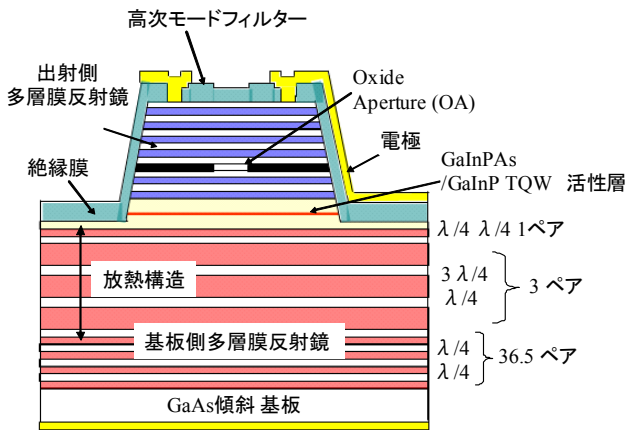 高次モードフィルター
出射側
多層膜反射鏡
Oxide
Aperture (OA)
電極
絶縁膜
GaInPAs
/GaInP TQW 活性層
λ/4 λ/4 1ペア
放熱構造
3 λ/4
λ/4
3 ペア
基板側多層膜反射鏡
λ/4
λ/4
36.5 ペア
GaAs傾斜 基板